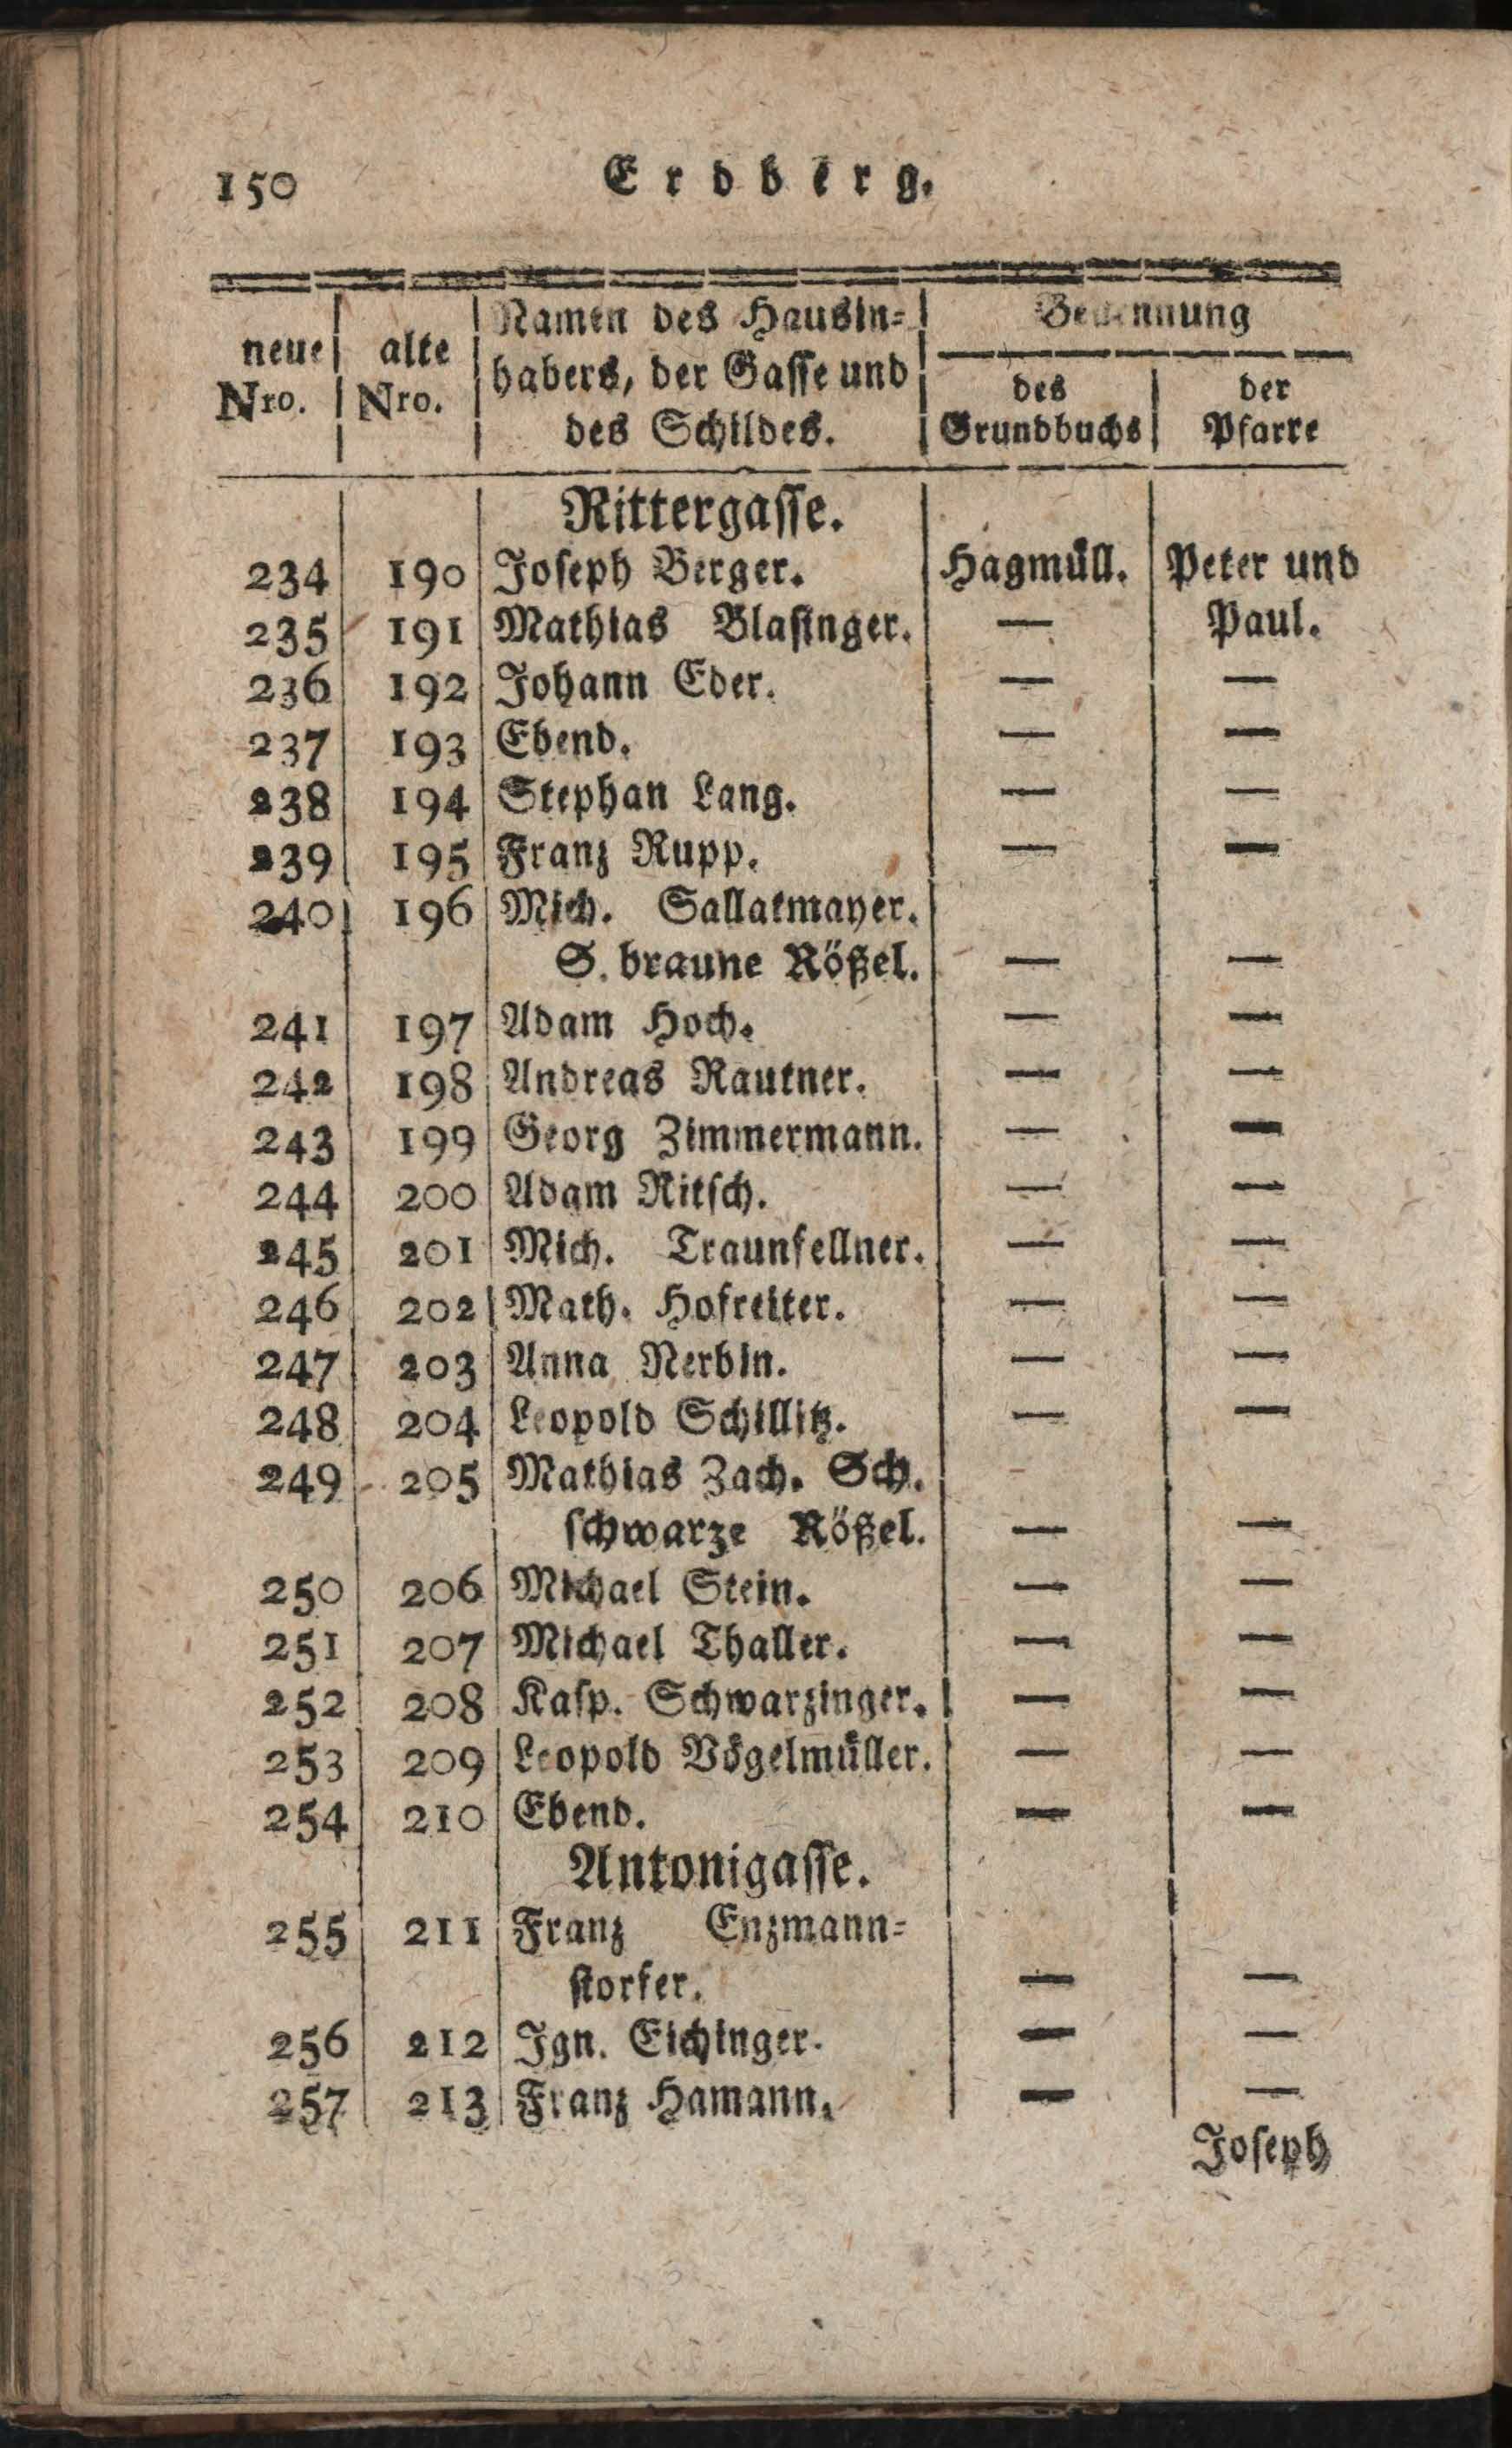 150 Erdberg.
neue Nro. | alte Nro. | Namen des Hausin= | Benennung
habers, der Gasse und | des Grundbuchs | der Pfarre
des Schildes.
Rittergasse.
234 190 Joseph Berger. Hagmüll. Peter und
235 191 Mathias Blasinger. — Paul.
236 192 Johann Eder. — —
237 193 Ebend. — —
238 194 Stephan Lang. — —
239 195 Franz Rupp. — —
240 196 Mich. Sallatmayer.
S. braune Rößel. — —
241 197 Adam Hoch. — —
242 198 Andreas Rautner. — —
243 199 Georg Zimmermann. — —
244 200 Adam Ritsch. — —
245 201 Mich. Traunfellner. — —
246 202 Math. Hofreiter. — —
247 203 Anna Nerbin. — —
248 204 Leopold Schillitz. — —
249 205 Mathias Zach. Sch.
schwarze Rößel. — —
250 206 Michael Stein. — —
251 207 Michael Thaller. — —
252 208 Kasp. Schwarzinger. — —
253 209 Leopold Vögelmüller. — —
254 210 Ebend. — —
Antonigasse.
255 211 Franz Enzmann=
storfer. — —
256 212 Ign. Eichinger. — —
257 213 Franz Hamann. — —
Joseph